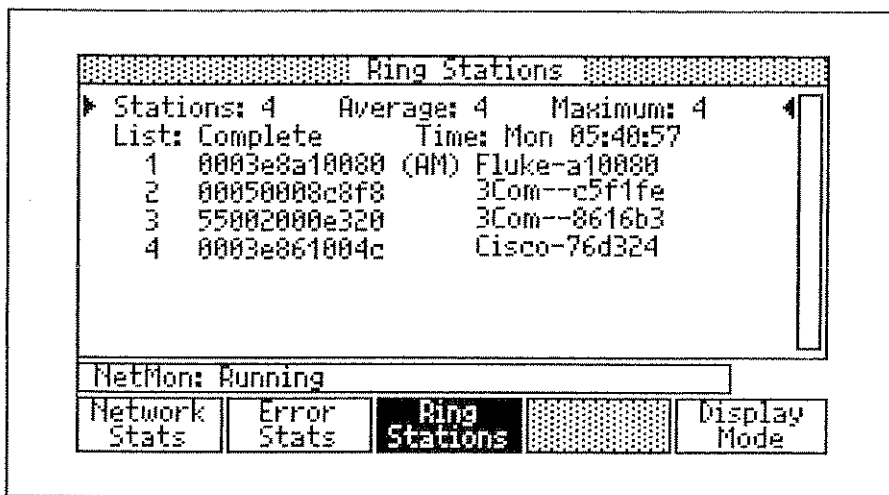 Ring Stations
Stations: 4 Average: 4 Maximum: 4
List: Complete Time: Mon 05:40:57
1 0003e8a10080 (AM) Fluke-a10080
2 00050008c8f8 3Com--c5f1fe
3 55002000e320 3Com--8616b3
4 0003e861004c Cisco-76d324
NetMon: Running
Network Stats
Error Stats
Ring Stations
Display Mode